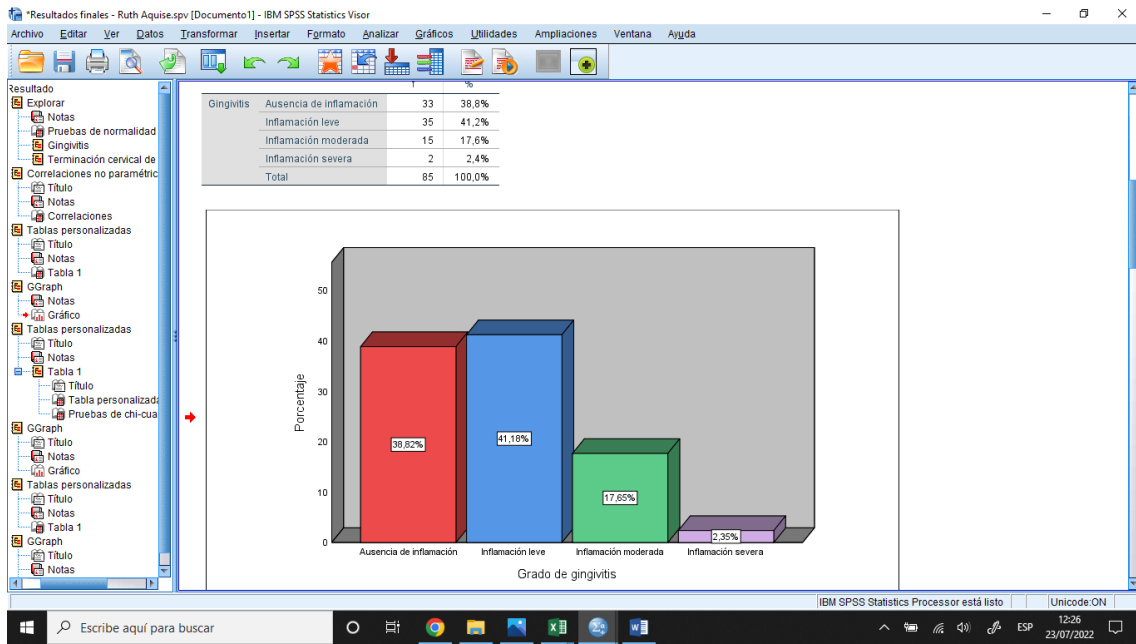 *Resultados finales - Ruth Aquise.spv [Documento1] - IBM SPSS Statistics Visor
Archivo Editar Ver Datos Transformar Insertar Formato Analizar Gráficos Utilidades Ampliaciones Ventana Ayuda
Resultado
Explorar
Notas
Pruebas de normalidad
Gingivitis
Terminación cervical de
Correlaciones no paramétric
Título
Notas
Correlaciones
Tablas personalizadas
Título
Notas
Tabla 1
GGraph
Notas
Gráfico
Tablas personalizadas
Título
Notas
Tabla 1
Título
Tabla personalizada
Pruebas de chi-cua
GGraph
Título
Notas
Gráfico
Tablas personalizadas
Título
Notas
Tabla 1
GGraph
Título
Notas
%
Gingivitis Ausencia de inflamación 33 38,8%
Inflamación leve 35 41,2%
Inflamación moderada 15 17,6%
Inflamación severa 2 2,4%
Total 85 100,0%
Porcentaje
50
40
30
20
10
0
38,82%
41,18%
17,65%
2,35%
Ausencia de inflamación Inflamación leve Inflamación moderada Inflamación severa
Grado de gingivitis
IBM SPSS Statistics Processor está listo Unicode:ON
Escribe aquí para buscar
ESP
12:26
23/07/2022